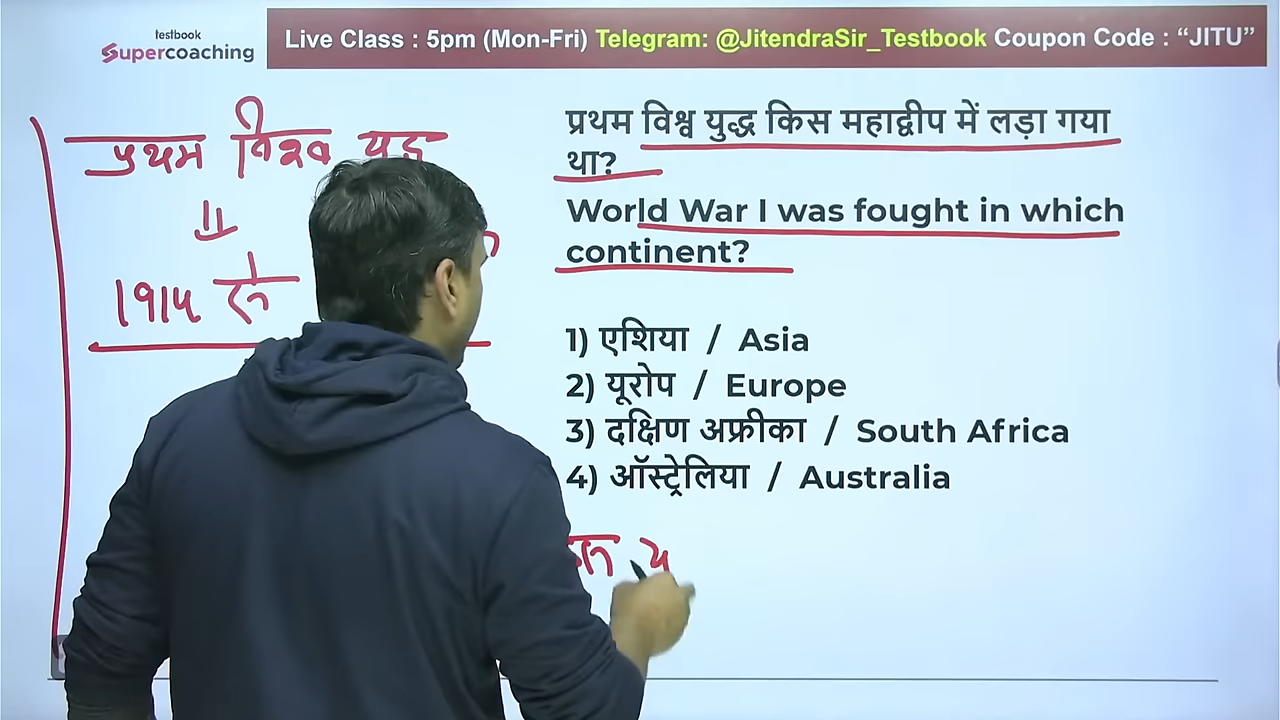 testbook
Supercoaching
Live Class : 5pm (Mon-Fri) Telegram: @JitendraSir_Testbook Coupon Code : “JITU”
प्रथम विश्व युद्ध
1914
प्रथम विश्व युद्ध किस महाद्वीप में लड़ा गया
था?
World War I was fought in which
continent?
1) एशिया / Asia
2) यूरोप / Europe
3) दक्षिण अफ्रीका / South Africa
4) ऑस्ट्रेलिया / Australia